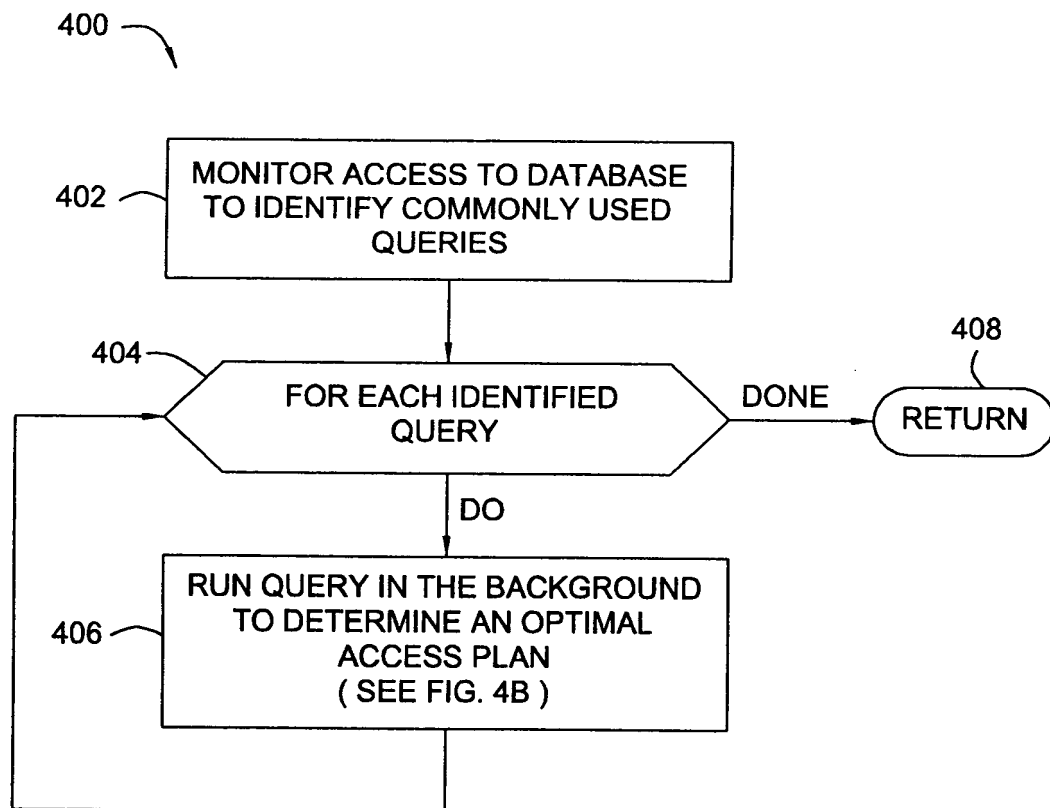 400
402
MONITOR ACCESS TO DATABASE
TO IDENTIFY COMMONLY USED
QUERIES
404
FOR EACH IDENTIFIED
QUERY
DONE
408
RETURN
DO
406
RUN QUERY IN THE BACKGROUND
TO DETERMINE AN OPTIMAL
ACCESS PLAN
( SEE FIG. 4B )